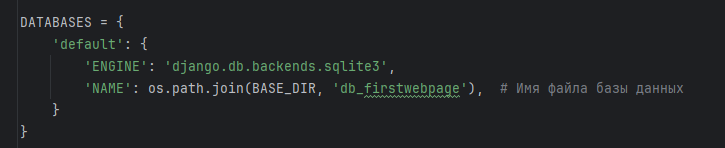 DATABASES = {
    'default': {
        'ENGINE': 'django.db.backends.sqlite3',
        'NAME': os.path.join(BASE_DIR, 'db_firstwebpage'),  # Имя файла базы данных
    }
}